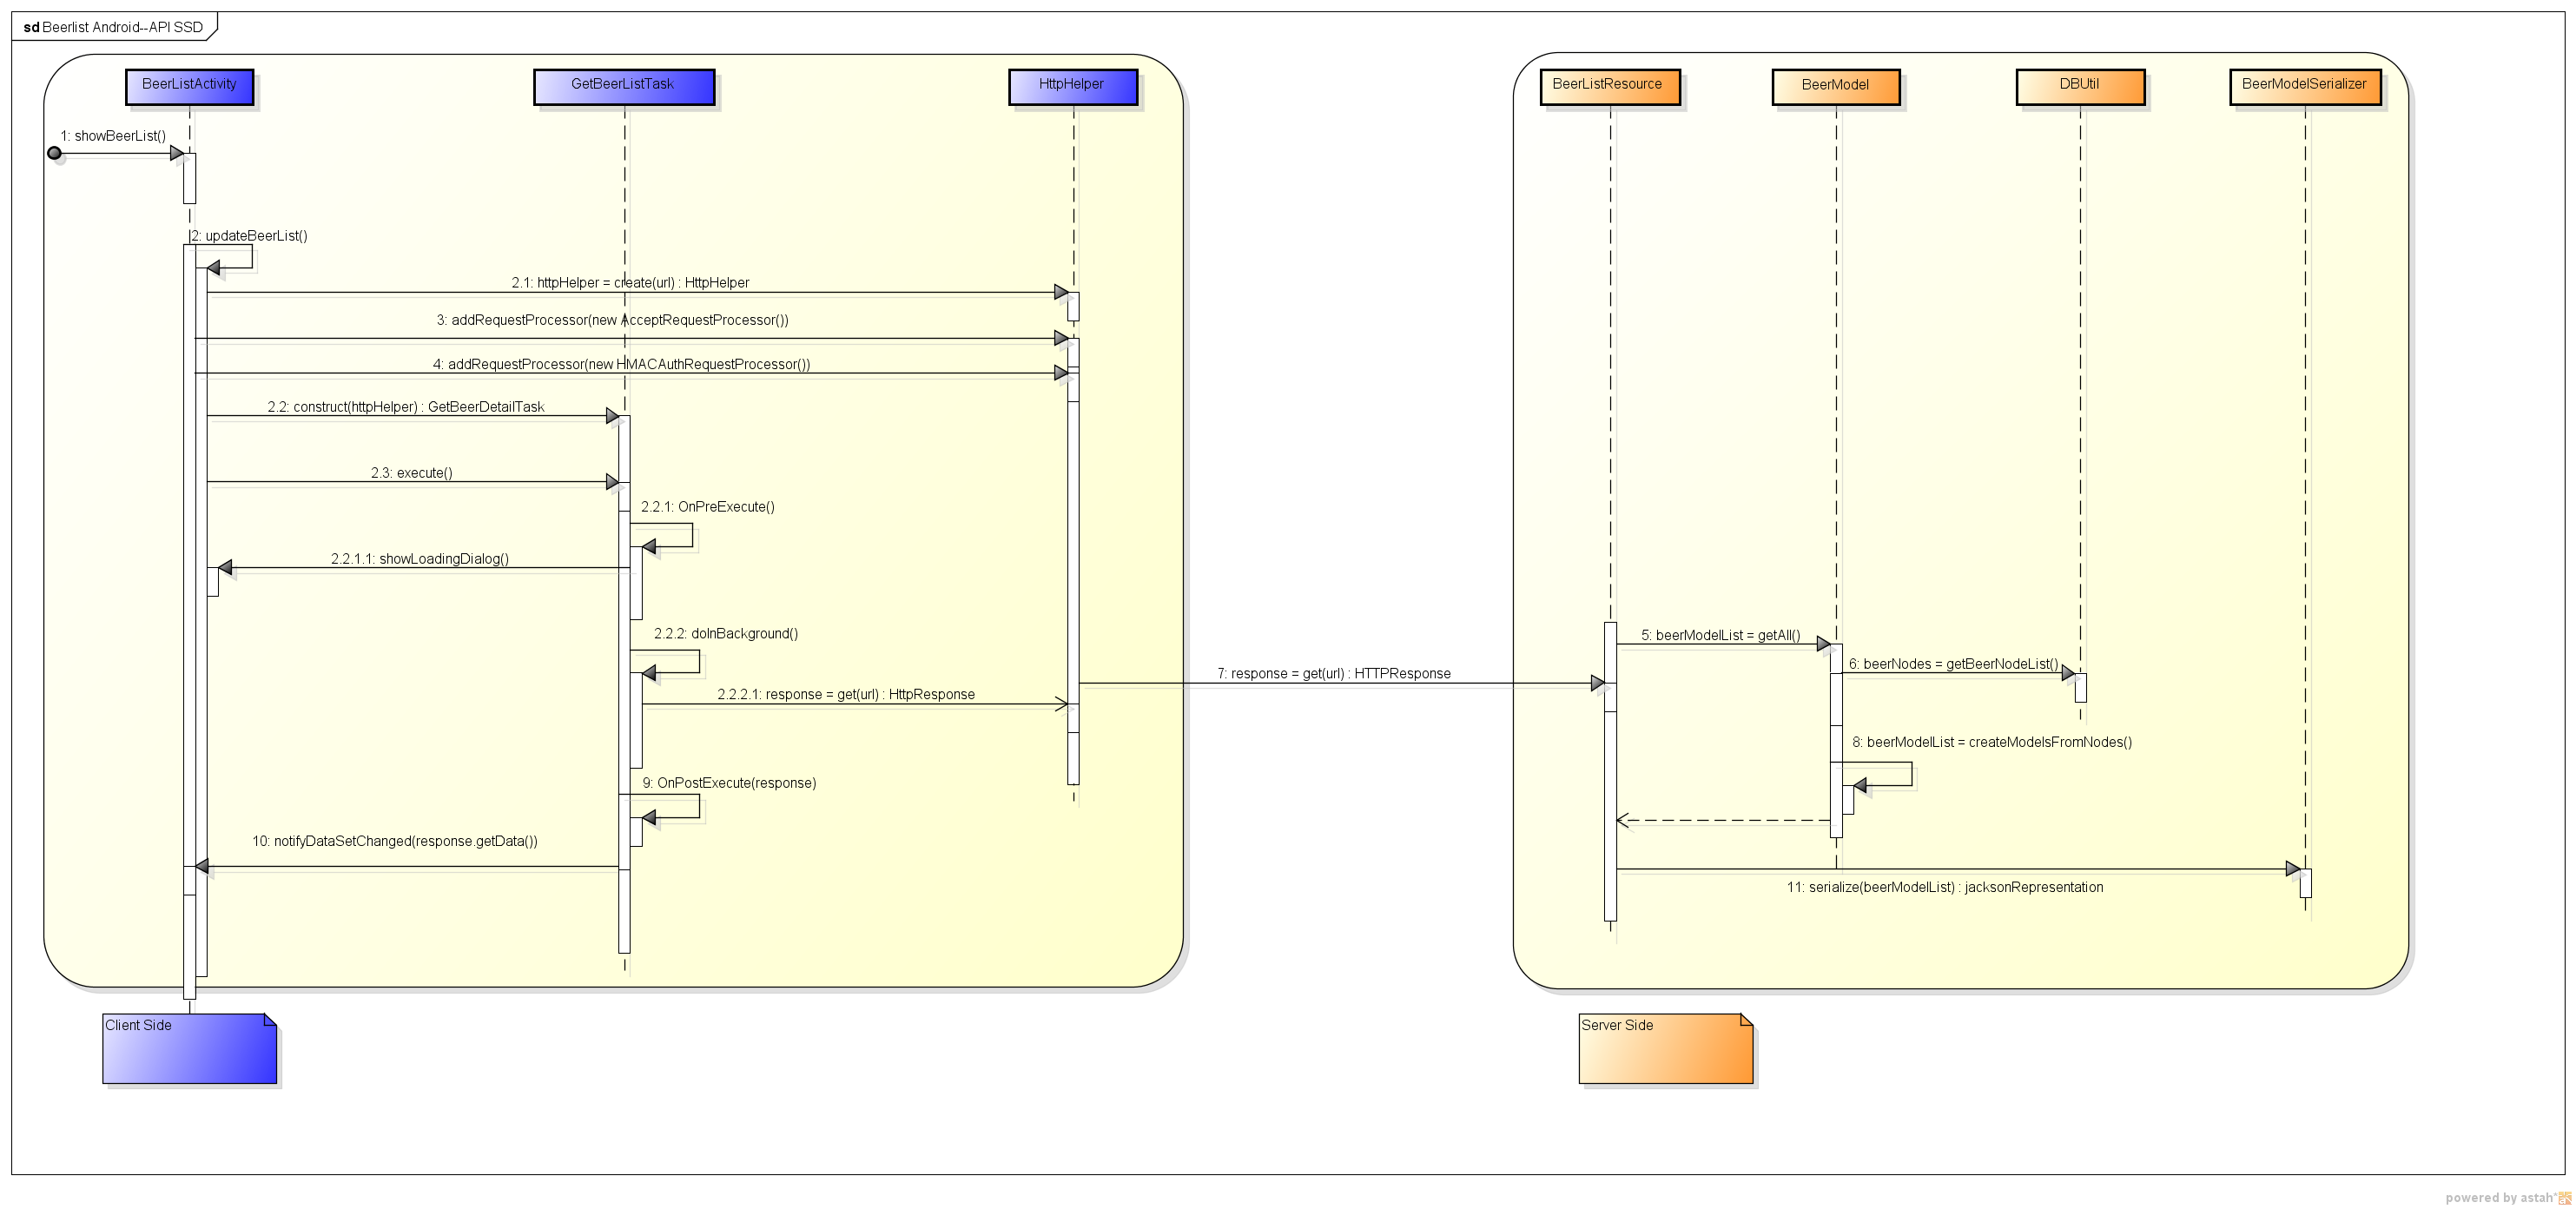 sd Beerlist Android--API SSD
BeerListActivity
GetBeerListTask
HttpHelper
BeerListResource
BeerModel
DBUtil
BeerModelSerializer
1: showBeerList()
2: updateBeerList()
2.1: httpHelper = create(url) : HttpHelper
3: addRequestProcessor(new AcceptRequestProcessor())
4: addRequestProcessor(new HMACAuthRequestProcessor())
2.2: construct(httpHelper) : GetBeerDetailTask
2.3: execute()
2.2.1: OnPreExecute()
2.2.1.1: showLoadingDialog()
2.2.2: doInBackground()
5: beerModelList = getAll()
6: beerNodes = getBeerNodeList()
7: response = get(url) : HTTPResponse
2.2.2.1: response = get(url) : HttpResponse
8: beerModelList = createModelsFromNodes()
9: OnPostExecute(response)
10: notifyDataSetChanged(response.getData())
11: serialize(beerModelList) : jacksonRepresentation
Client Side
Server Side
powered by astah*